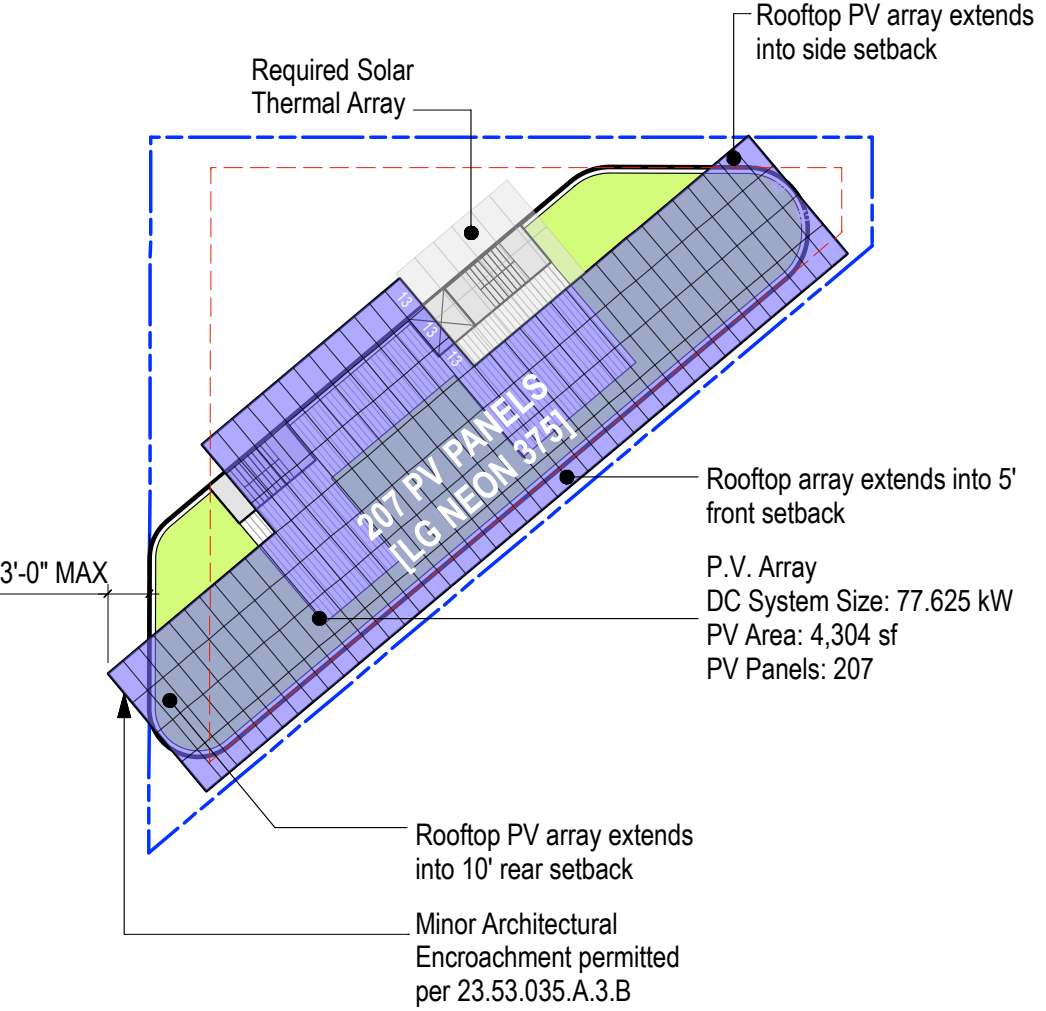 Rooftop PV array extends
into side setback
Required Solar
Thermal Array
13
13
13
207 PV PANELS
[LG NEON 375]
Rooftop array extends into 5'
front setback
3'-0" MAX
P.V. Array
DC System Size: 77.625 kW
PV Area: 4,304 sf
PV Panels: 207
Rooftop PV array extends
into 10' rear setback
Minor Architectural
Encroachment permitted
per 23.53.035.A.3.B